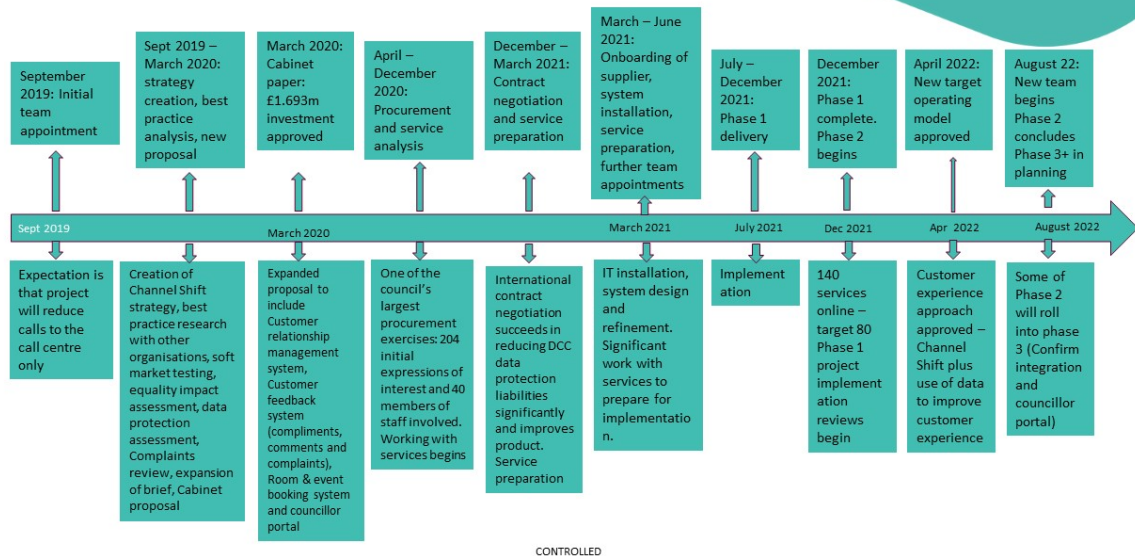 September
2019: Initial
team
appointment
Sept 2019 –
March 2020:
strategy
creation, best
practice
analysis, new
proposal
March 2020:
Cabinet
paper:
£1.693m
investment
approved
April –
December
2020:
Procurement
and service
analysis
December –
March 2021:
Contract
negotiation
and service
preparation
March – June
2021:
Onboarding of
supplier,
system
installation,
service
preparation,
further team
appointments
July –
December
2021:
Phase 1
delivery
December
2021:
Phase 1
complete.
Phase 2
begins
April 2022:
New target
operating
model
approved
August 22:
New team
begins
Phase 2
concludes
Phase 3+ in
planning
Sept 2019
March 2020
March 2021
July 2021
Dec 2021
Apr 2022
August 2022
Expectation is
that project
will reduce
calls to the
call centre
only
Creation of
Channel Shift
strategy, best
practice research
with other
organisations, soft
market testing,
equality impact
assessment, data
protection
assessment,
Complaints
review, expansion
of brief, Cabinet
proposal
Expanded
proposal to
include
Customer
relationship
management
system,
Customer
feedback
system
(compliments,
comments and
complaints),
Room & event
booking system
and councillor
portal
One of the
council's
largest
procurement
exercises: 204
initial
expressions of
interest and 40
members of
staff involved.
Working with
services begins
International
contract
negotiation
succeeds in
reducing DCC
data
protection
liabilities
significantly
and improves
product.
Service
preparation
IT installation,
system design
and
refinement.
Significant
work with
services to
prepare for
implementatio
n.
Implement
ation
140
services
online –
target 80
Phase 1
project
implement
ation
reviews
begin
Customer
experience
approach
approved –
Channel
Shift plus
use of data
to improve
customer
experience
Some of
Phase 2
will roll
into phase
3 (Confirm
integration
and
councillor
portal)
CONTROLLED